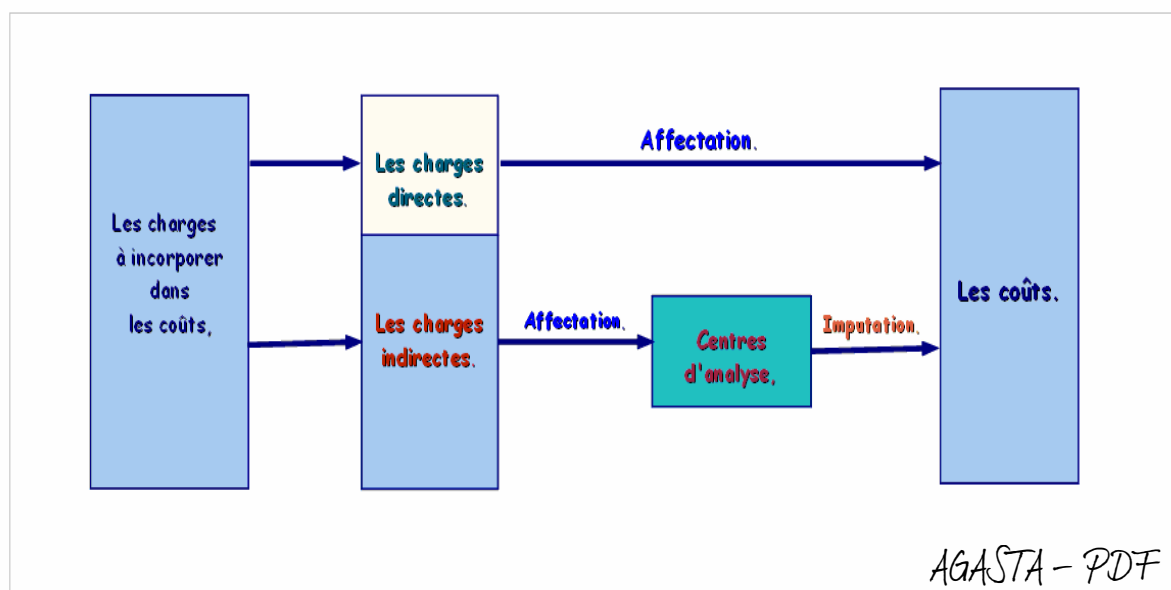 Les charges
à incorporer
dans
les coûts,
Les charges
directes.
Affectation.
Les charges
indirectes.
Affectation.
Centres
d'analyse,
Imputation.
Les coûts.
AGASTA - PDF